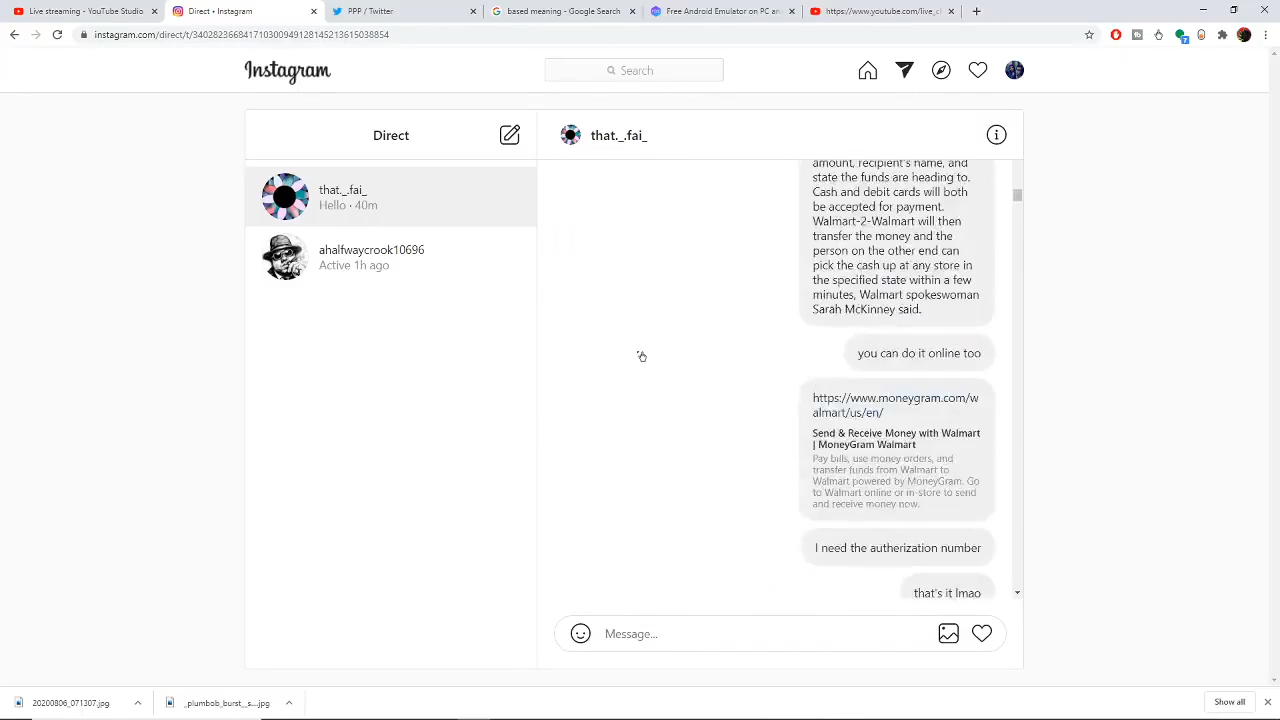 Live streaming - YouTube Studio
Direct • Instagram
PPP / Twitter
based meaning - Google Search
Free Android Emulator on PC an
https://www.youtube.com/live_cl
instagram.com/direct/t/340282366841710300949128145213615038854
Instagram
Search
Direct
that._.fai_
that._.fai_
Hello · 40m
ahalfwaycrook10696
Active 1h ago
amount, recipient's name, and
state the funds are heading to.
Cash and debit cards will both
be accepted for payment.
Walmart-2-Walmart will then
transfer the money and the
person on the other end can
pick the cash up at any store in
the specified state within a few
minutes, Walmart spokeswoman
Sarah McKinney said.
you can do it online too
https://www.moneygram.com/w
almart/us/en/
Send & Receive Money with Walmart
| MoneyGram Walmart
Pay bills, use money orders, and
transfer funds from Walmart to
Walmart powered by MoneyGram. Go
to Walmart online or in-store to send
and receive money now.
I need the autherization number
that's it lmao
Message...
20200806_071307.jpg
_plumbob_burst__s....jpg
Show all